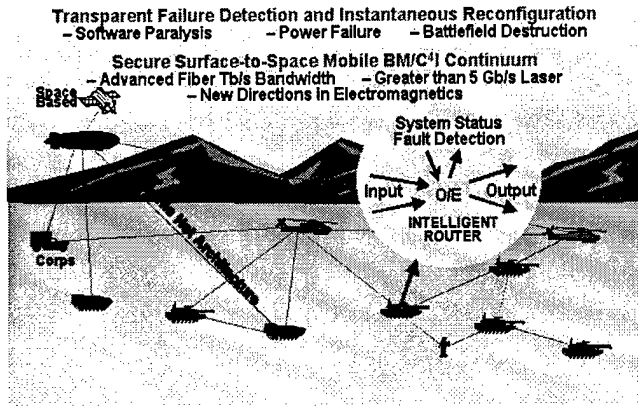 Transparent Failure Detection and Instantaneous Reconfiguration
– Software Paralysis – Power Failure – Battlefield Destruction
Secure Surface-to-Space Mobile BM/C⁴I Continuum
– Advanced Fiber Tb/s Bandwidth – Greater than 5 Gb/s Laser
– New Directions in Electromagnetics
Space
Based
System Status
Fault Detection
Input
O/E
Output
INTELLIGENT
ROUTER
Corps
Architecture